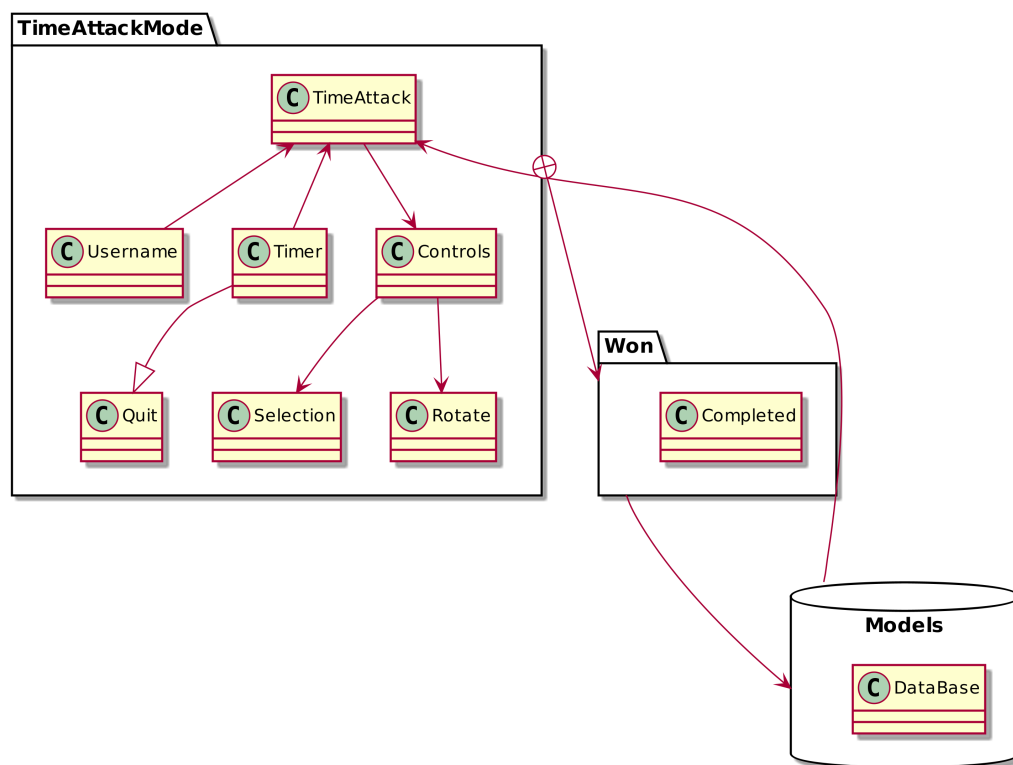 TimeAttackMode
C TimeAttack
C Username
C Timer
C Controls
Won
C Quit
C Selection
C Rotate
C Completed
Models
C DataBase